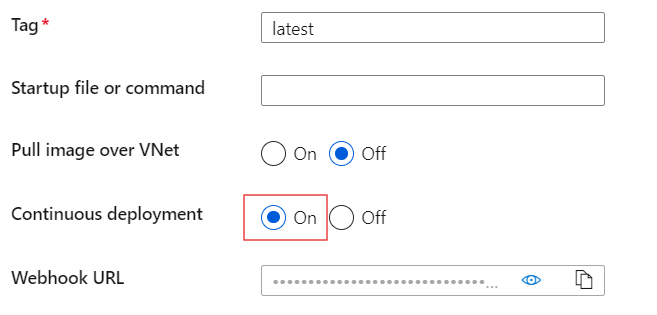 Tag*
latest
Startup file or command
Pull image over VNet
On Off
Continuous deployment
On Off
Webhook URL
••••••••••••••••••••••••••••••...